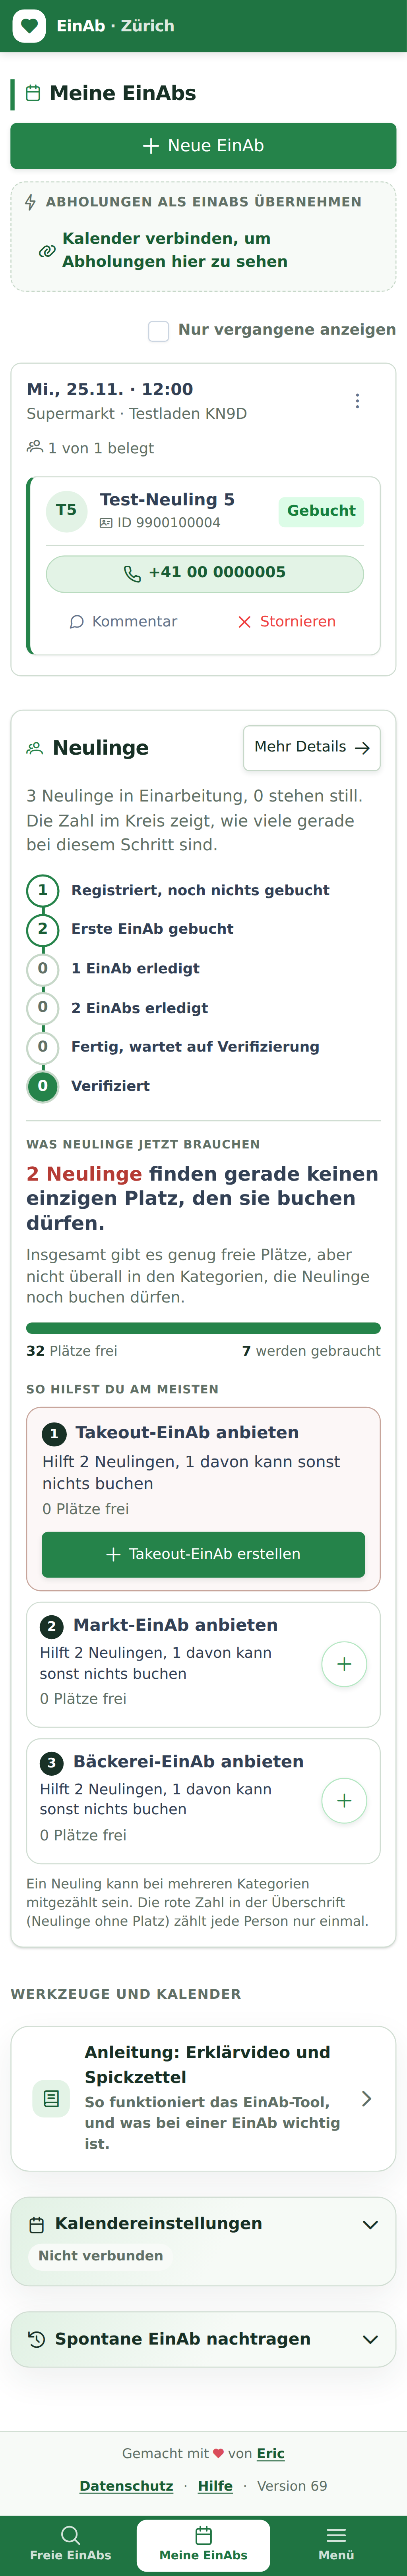 EinAb · Zürich
Meine EinAbs
Neue EinAb
ABHOLUNGEN ALS EINABS ÜBERNEHMEN
Kalender verbinden, um
Abholungen hier zu sehen
Nur vergangene anzeigen
Mi., 25.11. · 12:00
Supermarkt · Testladen KN9D
1 von 1 belegt
T5
Test-Neuling 5
ID 9900100004
Gebucht
+41 00 0000005
Kommentar
Stornieren
Neulinge
Mehr Details
3 Neulinge in Einarbeitung, 0 stehen still.
Die Zahl im Kreis zeigt, wie viele gerade
bei diesem Schritt sind.
1 Registriert, noch nichts gebucht
2 Erste EinAb gebucht
0 1 EinAb erledigt
0 2 EinAbs erledigt
0 Fertig, wartet auf Verifizierung
0 Verifiziert
WAS NEULINGE JETZT BRAUCHEN
2 Neulinge finden gerade keinen
einzigen Platz, den sie buchen
dürfen.
Insgesamt gibt es genug freie Plätze, aber
nicht überall in den Kategorien, die Neulinge
noch buchen dürfen.
32 Plätze frei
7 werden gebraucht
SO HILFST DU AM MEISTEN
1 Takeout-EinAb anbieten
Hilft 2 Neulingen, 1 davon kann sonst
nichts buchen
0 Plätze frei
Takeout-EinAb erstellen
2 Markt-EinAb anbieten
Hilft 2 Neulingen, 1 davon kann
sonst nichts buchen
0 Plätze frei
3 Bäckerei-EinAb anbieten
Hilft 2 Neulingen, 1 davon kann
sonst nichts buchen
0 Plätze frei
Ein Neuling kann bei mehreren Kategorien
mitgezählt sein. Die rote Zahl in der Überschrift
(Neulinge ohne Platz) zählt jede Person nur einmal.
WERKZEUGE UND KALENDER
Anleitung: Erklärvideo und
Spickzettel
So funktioniert das EinAb-Tool,
und was bei einer EinAb wichtig
ist.
Kalendereinstellungen
Nicht verbunden
Spontane EinAb nachtragen
Gemacht mit ❤ von Eric
Datenschutz · Hilfe · Version 69
Freie EinAbs
Meine EinAbs
Menü